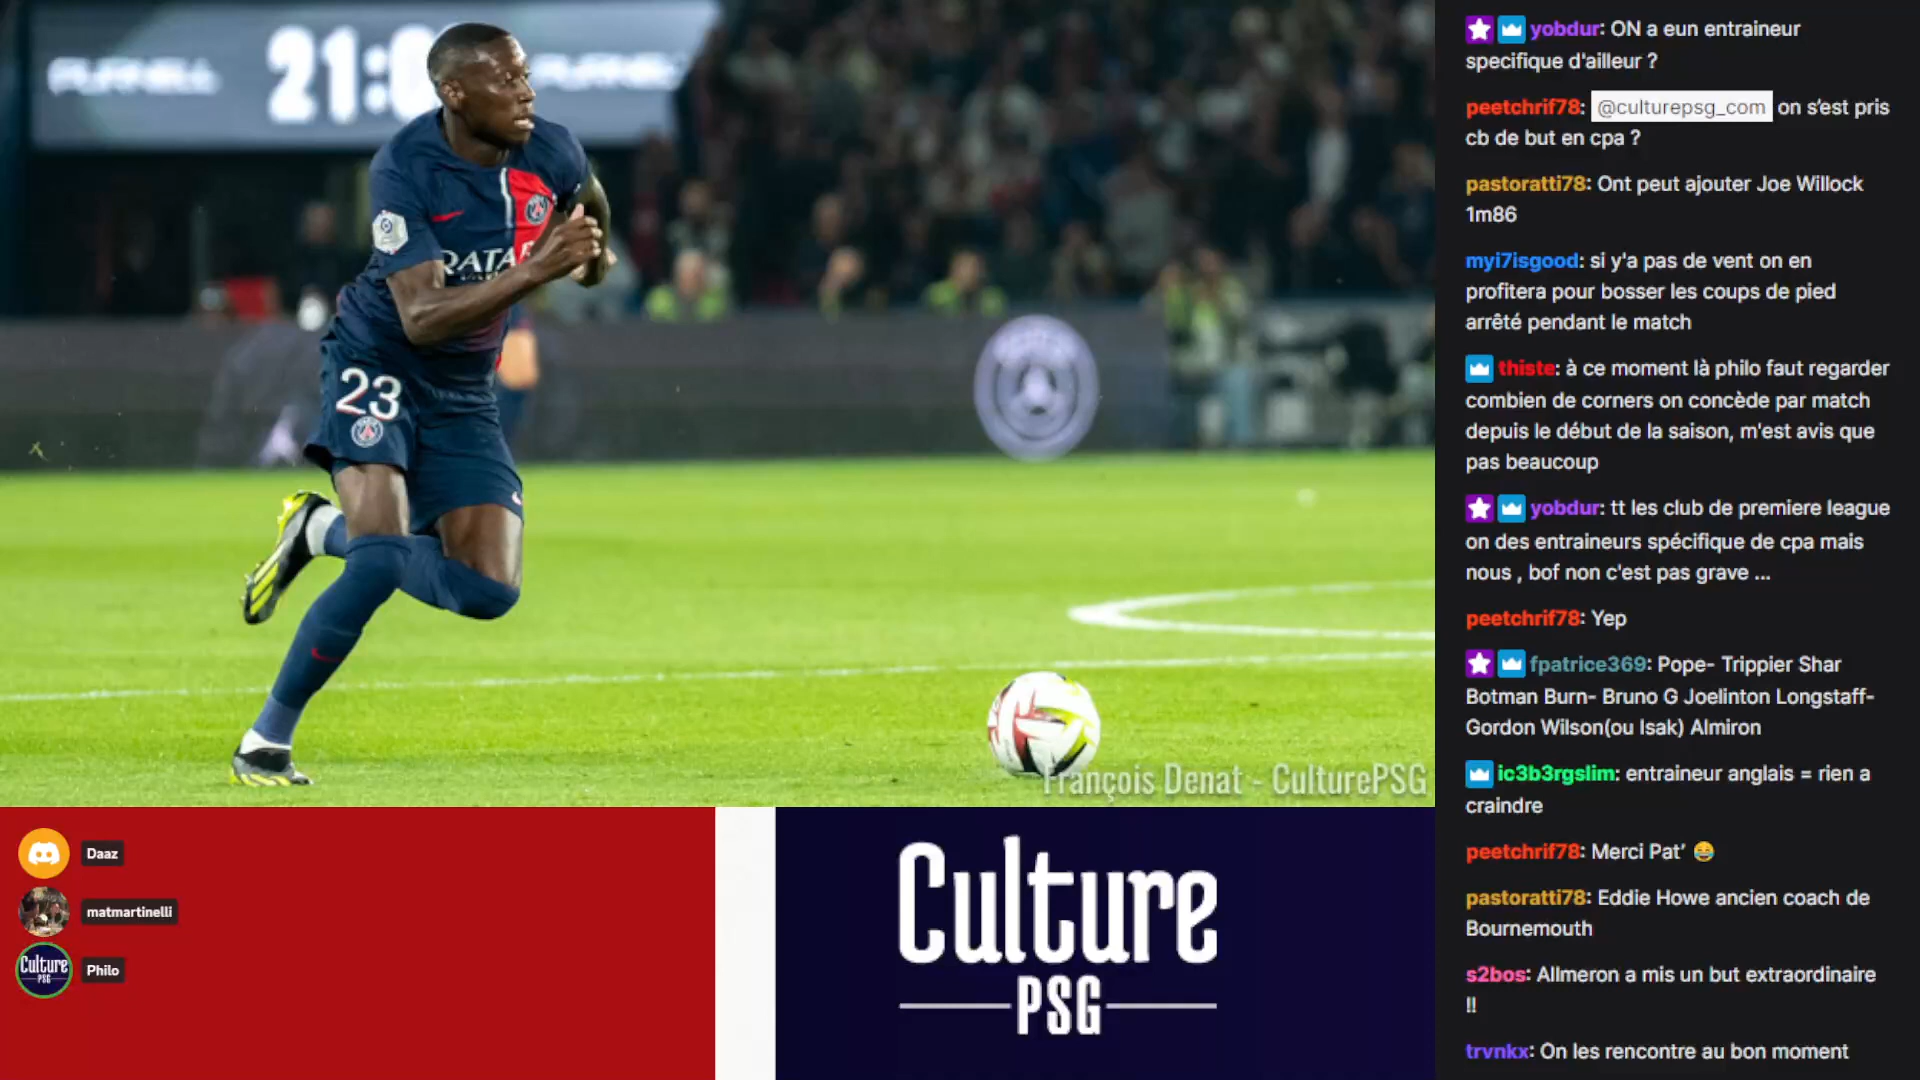 21:0
QATA
23
François Denat - CulturePSG
Daaz
matmartinelli
Culture
PSG
Philo
Culture
PSG
yobdur: ON a eun entraineur
specifique d'ailleur ?
peetchrif78: @culturepsg_com on s'est pris
cb de but en cpa ?
pastoratti78: Ont peut ajouter Joe Willock
1m86
myi7isgood: si y'a pas de vent on en
profitera pour bosser les coups de pied
arrêté pendant le match
thiste: à ce moment là philo faut regarder
combien de corners on concède par match
depuis le début de la saison, m'est avis que
pas beaucoup
yobdur: tt les club de premiere league
on des entraineurs spécifique de cpa mais
nous , bof non c'est pas grave ...
peetchrif78: Yep
fpatrice369: Pope- Trippier Shar
Botman Burn- Bruno G Joelinton Longstaff-
Gordon Wilson(ou Isak) Almiron
ic3b3rgslim: entraineur anglais = rien a
craindre
peetchrif78: Merci Pat' 😂
pastoratti78: Eddie Howe ancien coach de
Bournemouth
s2bos: Allmeron a mis un but extraordinaire
!!
trvnkx: On les rencontre au bon moment